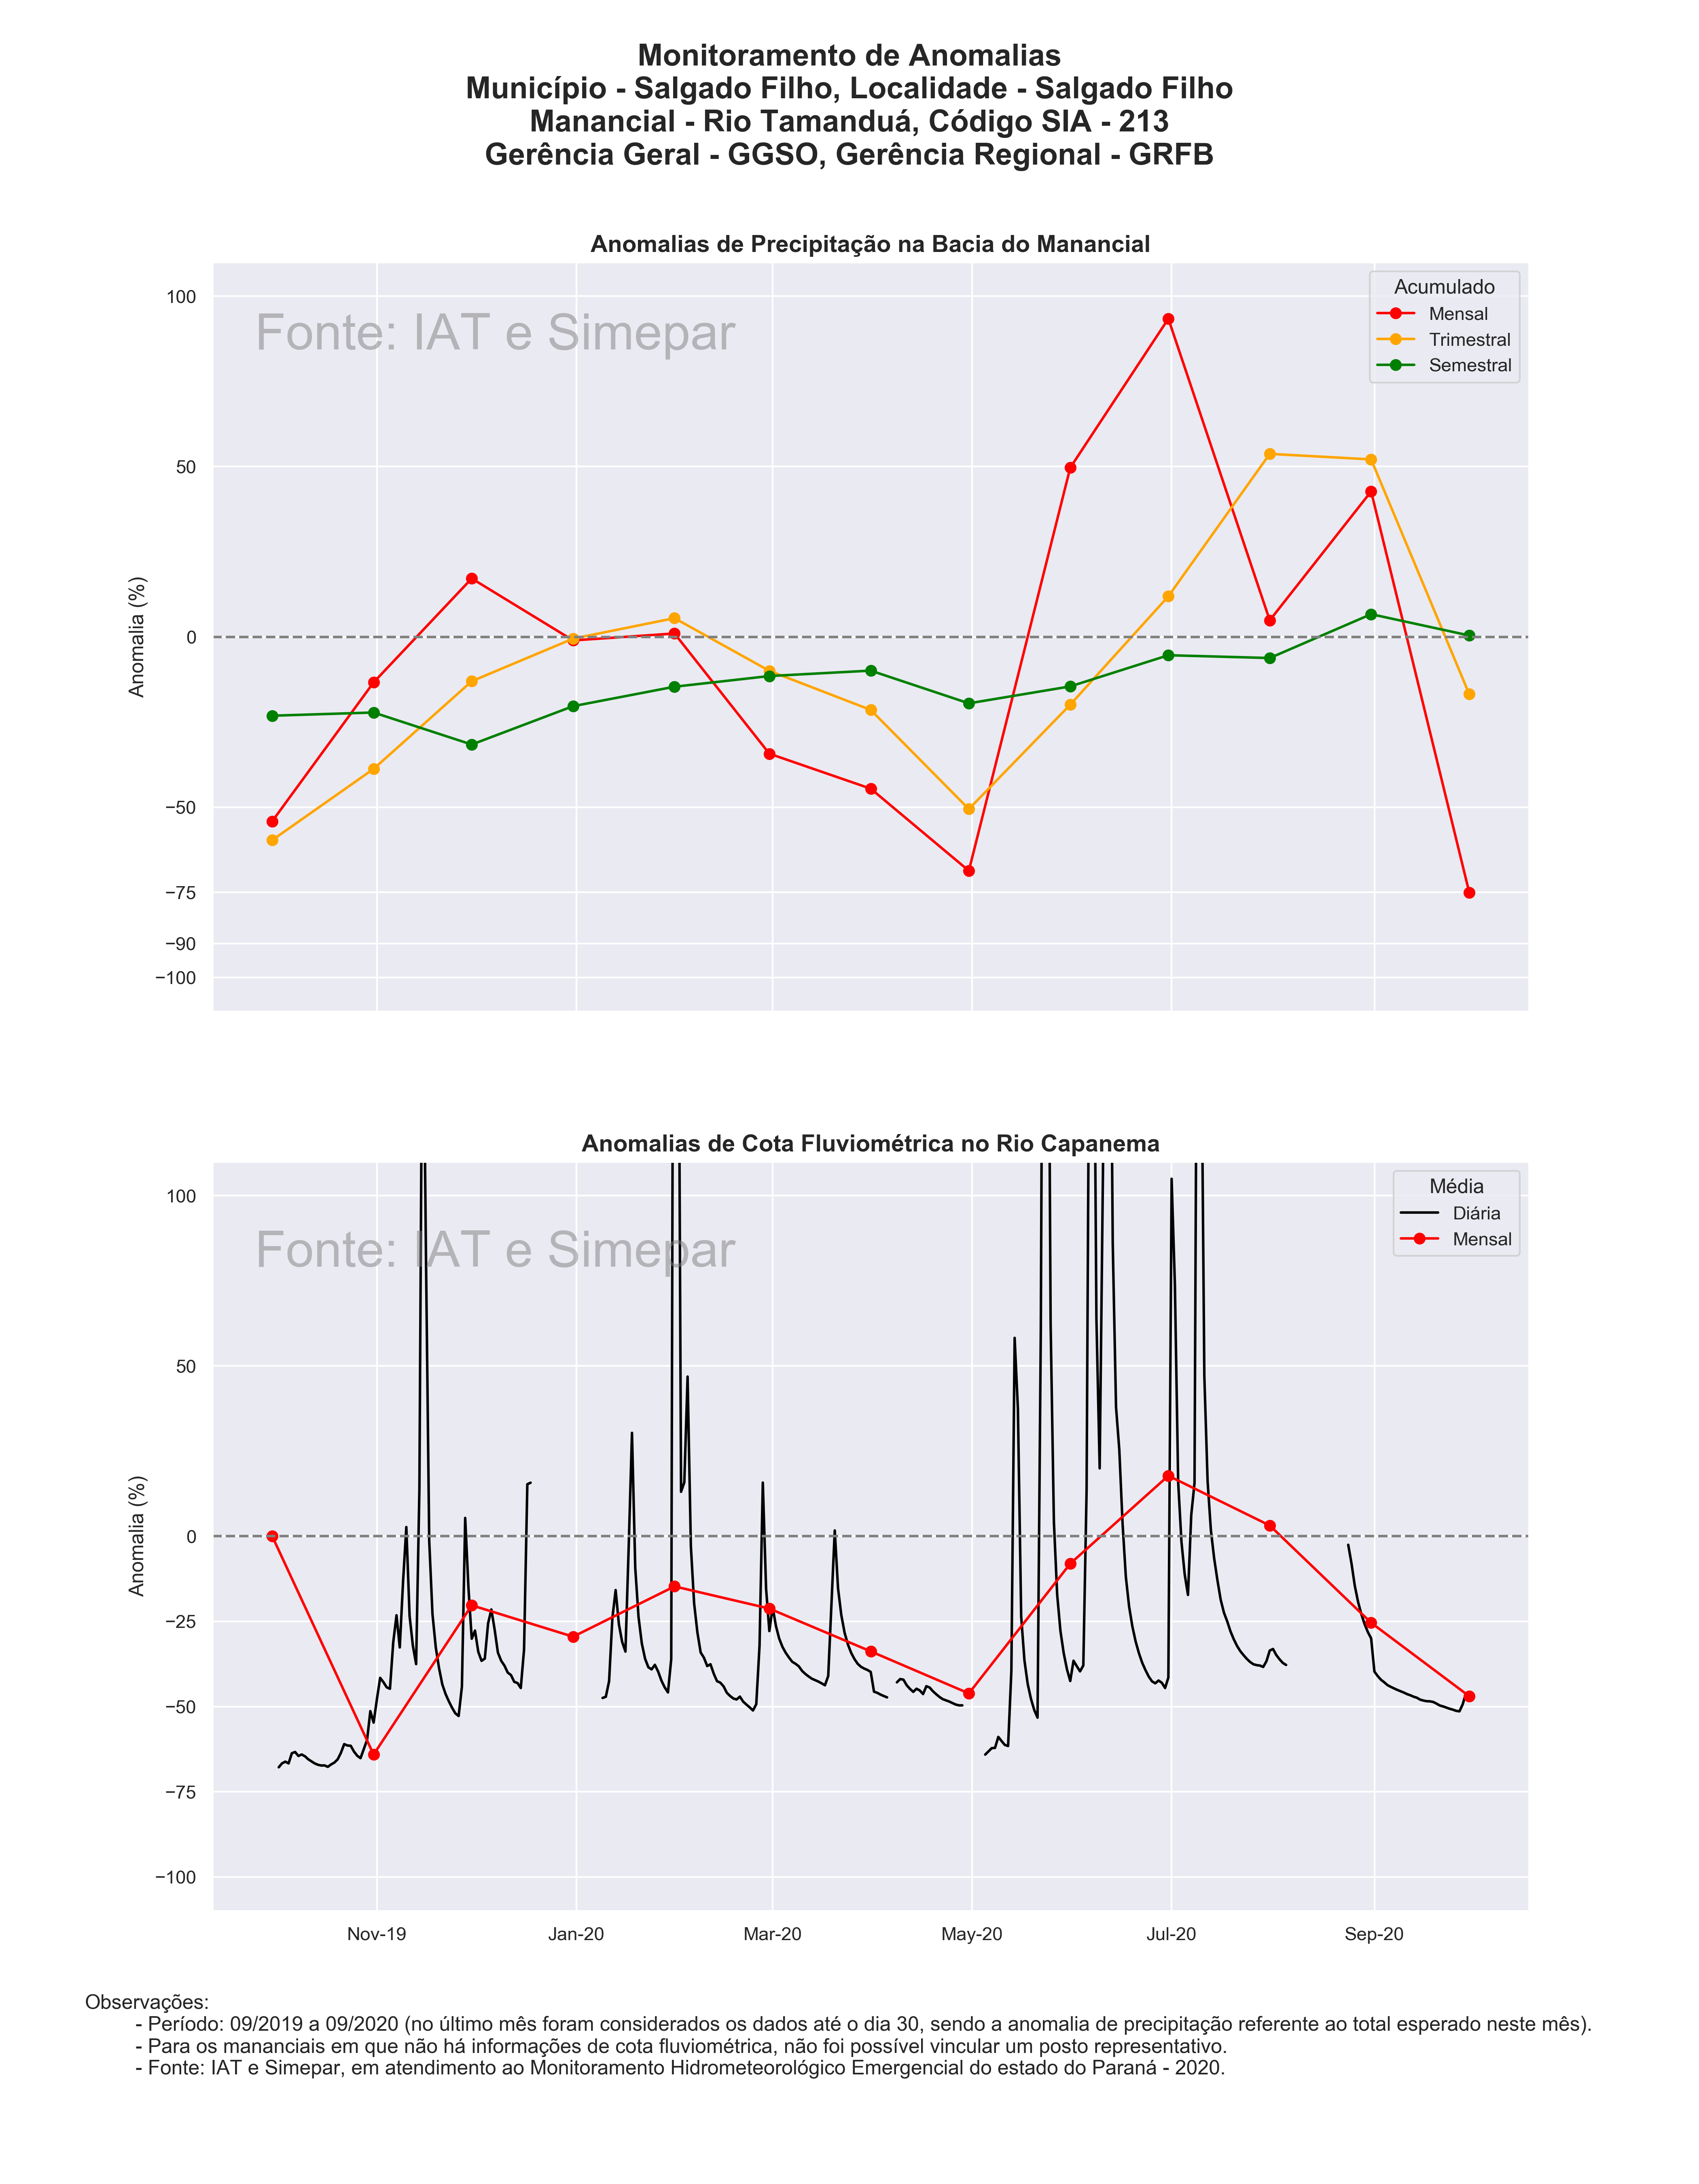 Monitoramento de Anomalias
Município - Salgado Filho, Localidade - Salgado Filho
Manancial - Rio Tamanduá, Código SIA - 213
Gerência Geral - GGSO, Gerência Regional - GRFB
Anomalias de Precipitação na Bacia do Manancial
Fonte: IAT e Simepar
Acumulado
Mensal
Trimestral
Semestral
Anomalia (%)
100
50
0
−50
−75
−90
−100
Anomalias de Cota Fluviométrica no Rio Capanema
Fonte: IAT e Simepar
Média
Diária
Mensal
Anomalia (%)
100
50
0
−25
−50
−75
−100
Nov-19 Jan-20 Mar-20 May-20 Jul-20 Sep-20
Observações:
- Período: 09/2019 a 09/2020 (no último mês foram considerados os dados até o dia 30, sendo a anomalia de precipitação referente ao total esperado neste mês).
- Para os mananciais em que não há informações de cota fluviométrica, não foi possível vincular um posto representativo.
- Fonte: IAT e Simepar, em atendimento ao Monitoramento Hidrometeorológico Emergencial do estado do Paraná - 2020.